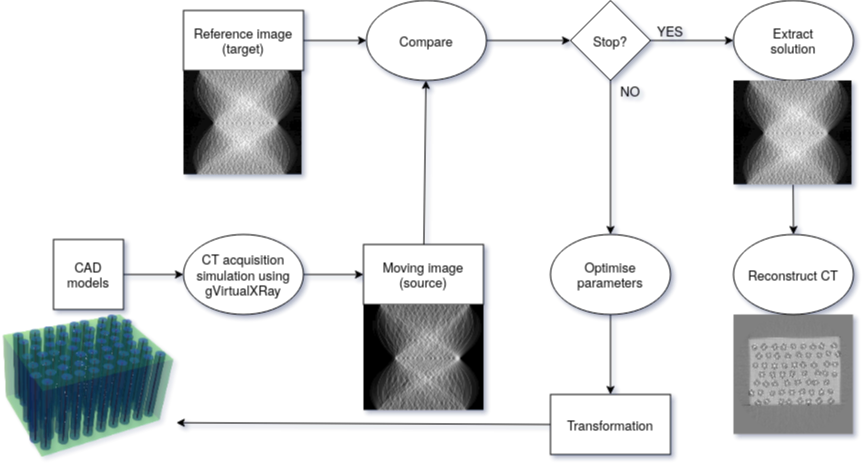 Reference image
(target)
Compare
Stop?
YES
Extract
solution
NO
CAD
models
CT acquisition
simulation using
gVirtualXRay
Moving image
(source)
Optimise
parameters
Reconstruct CT
Transformation